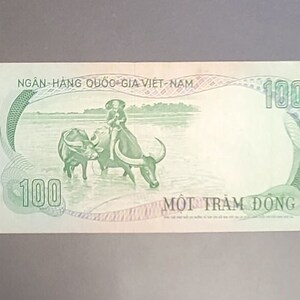 NGÂN-HÀNG QUỐC-GIA VIỆT-NAM
100
100
MỘT TRĂM ĐỒNG